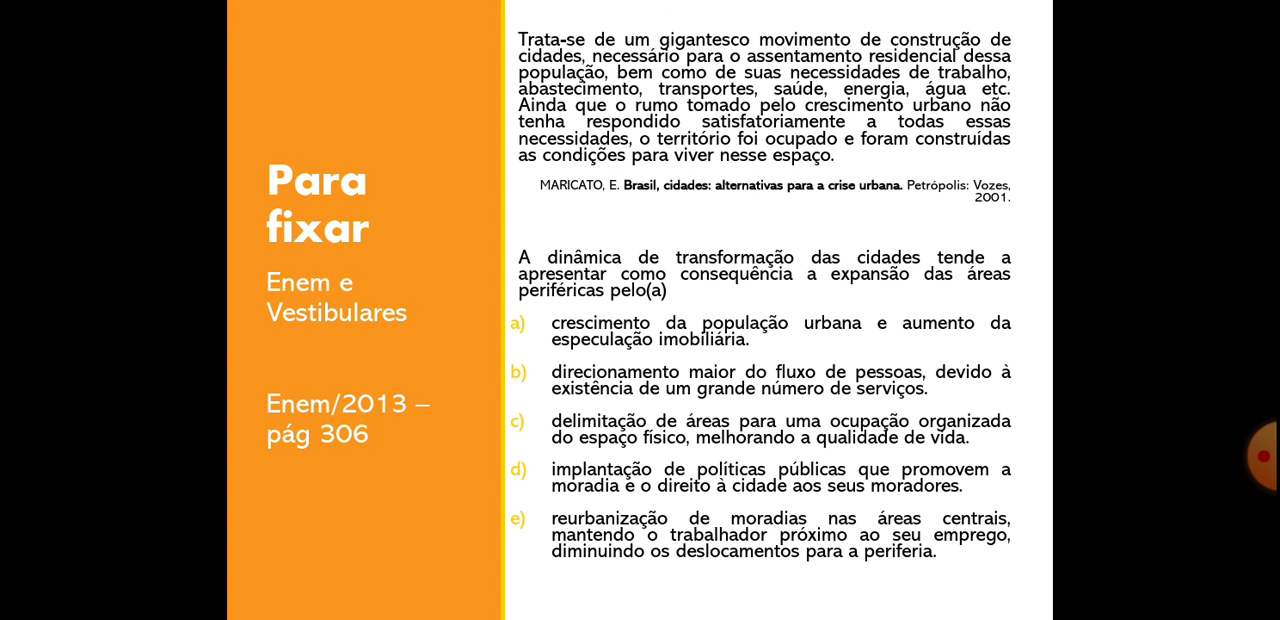 Para
fixar
Enem e
Vestibulares
Enem/2013 –
pág 306
Trata-se de um gigantesco movimento de construção de
cidades, necessário para o assentamento residencial dessa
população, bem como de suas necessidades de trabalho,
abastecimento, transportes, saúde, energia, água etc.
Ainda que o rumo tomado pelo crescimento urbano não
tenha respondido satisfatoriamente a todas essas
necessidades, o território foi ocupado e foram construídas
as condições para viver nesse espaço.
MARICATO, E. Brasil, cidades: alternativas para a crise urbana. Petrópolis: Vozes,
2001.
A dinâmica de transformação das cidades tende a
apresentar como consequência a expansão das áreas
periféricas pelo(a)
a) crescimento da população urbana e aumento da
especulação imobiliária.
b) direcionamento maior do fluxo de pessoas, devido à
existência de um grande número de serviços.
c) delimitação de áreas para uma ocupação organizada
do espaço físico, melhorando a qualidade de vida.
d) implantação de políticas públicas que promovem a
moradia e o direito à cidade aos seus moradores.
e) reurbanização de moradias nas áreas centrais,
mantendo o trabalhador próximo ao seu emprego,
diminuindo os deslocamentos para a periferia.